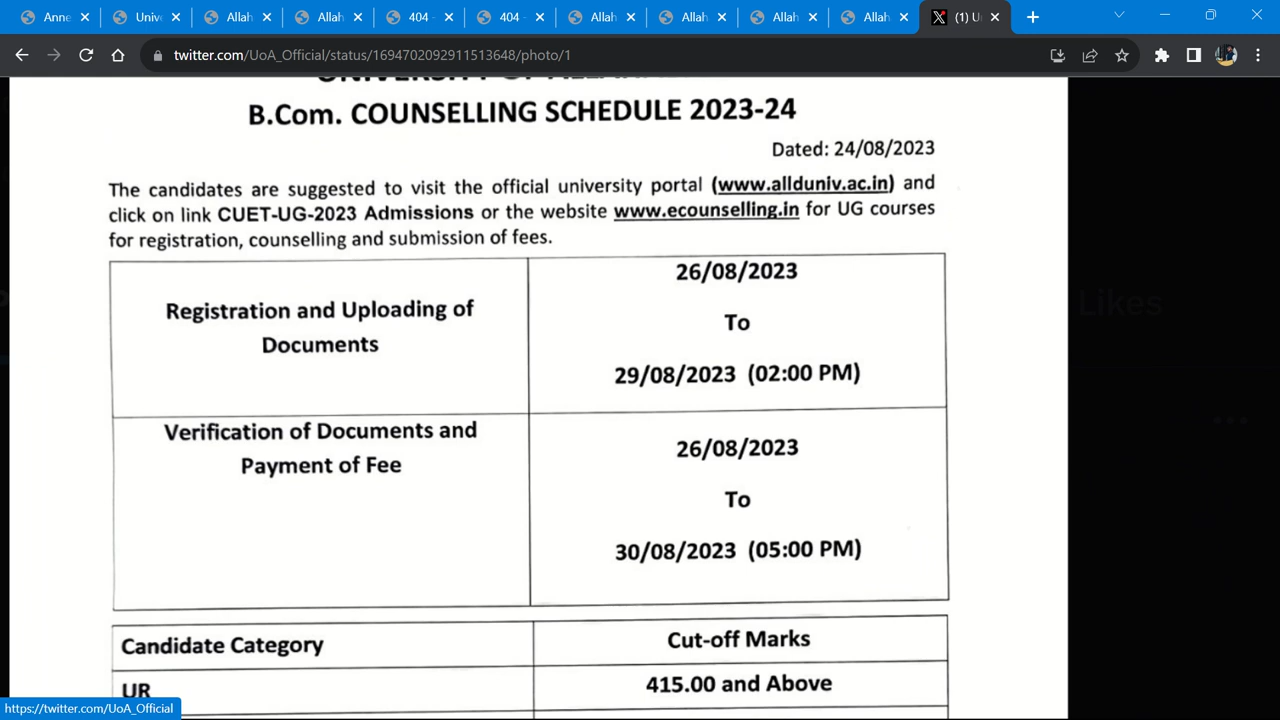 Anne
Unive
Allah
Allah
404 -
404 -
Allah
Allah
Allah
Allah
(1) U
twitter.com/UoA_Official/status/1694702092911513648/photo/1
B.Com. COUNSELLING SCHEDULE 2023-24
Dated: 24/08/2023
The candidates are suggested to visit the official university portal (www.allduniv.ac.in) and
click on link CUET-UG-2023 Admissions or the website www.ecounselling.in for UG courses
for registration, counselling and submission of fees.
Registration and Uploading of
Documents
26/08/2023
To
29/08/2023 (02:00 PM)
Verification of Documents and
Payment of Fee
26/08/2023
To
30/08/2023 (05:00 PM)
Candidate Category
Cut-off Marks
UR
415.00 and Above
Likes
https://twitter.com/UoA_Official